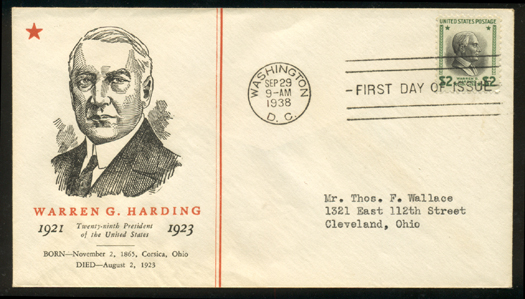 WARREN G. HARDING
1921 Twenty-ninth President of the United States 1923
BORN—November 2, 1865, Corsica, Ohio
DIED—August 2, 1923
WASHINGTON
SEP 29
9-AM
1938
D. C.
FIRST DAY OF ISSUE
UNITED STATES POSTAGE
$2 $2
Mr. Thos. F. Wallace
1321 East 112th Street
Cleveland, Ohio